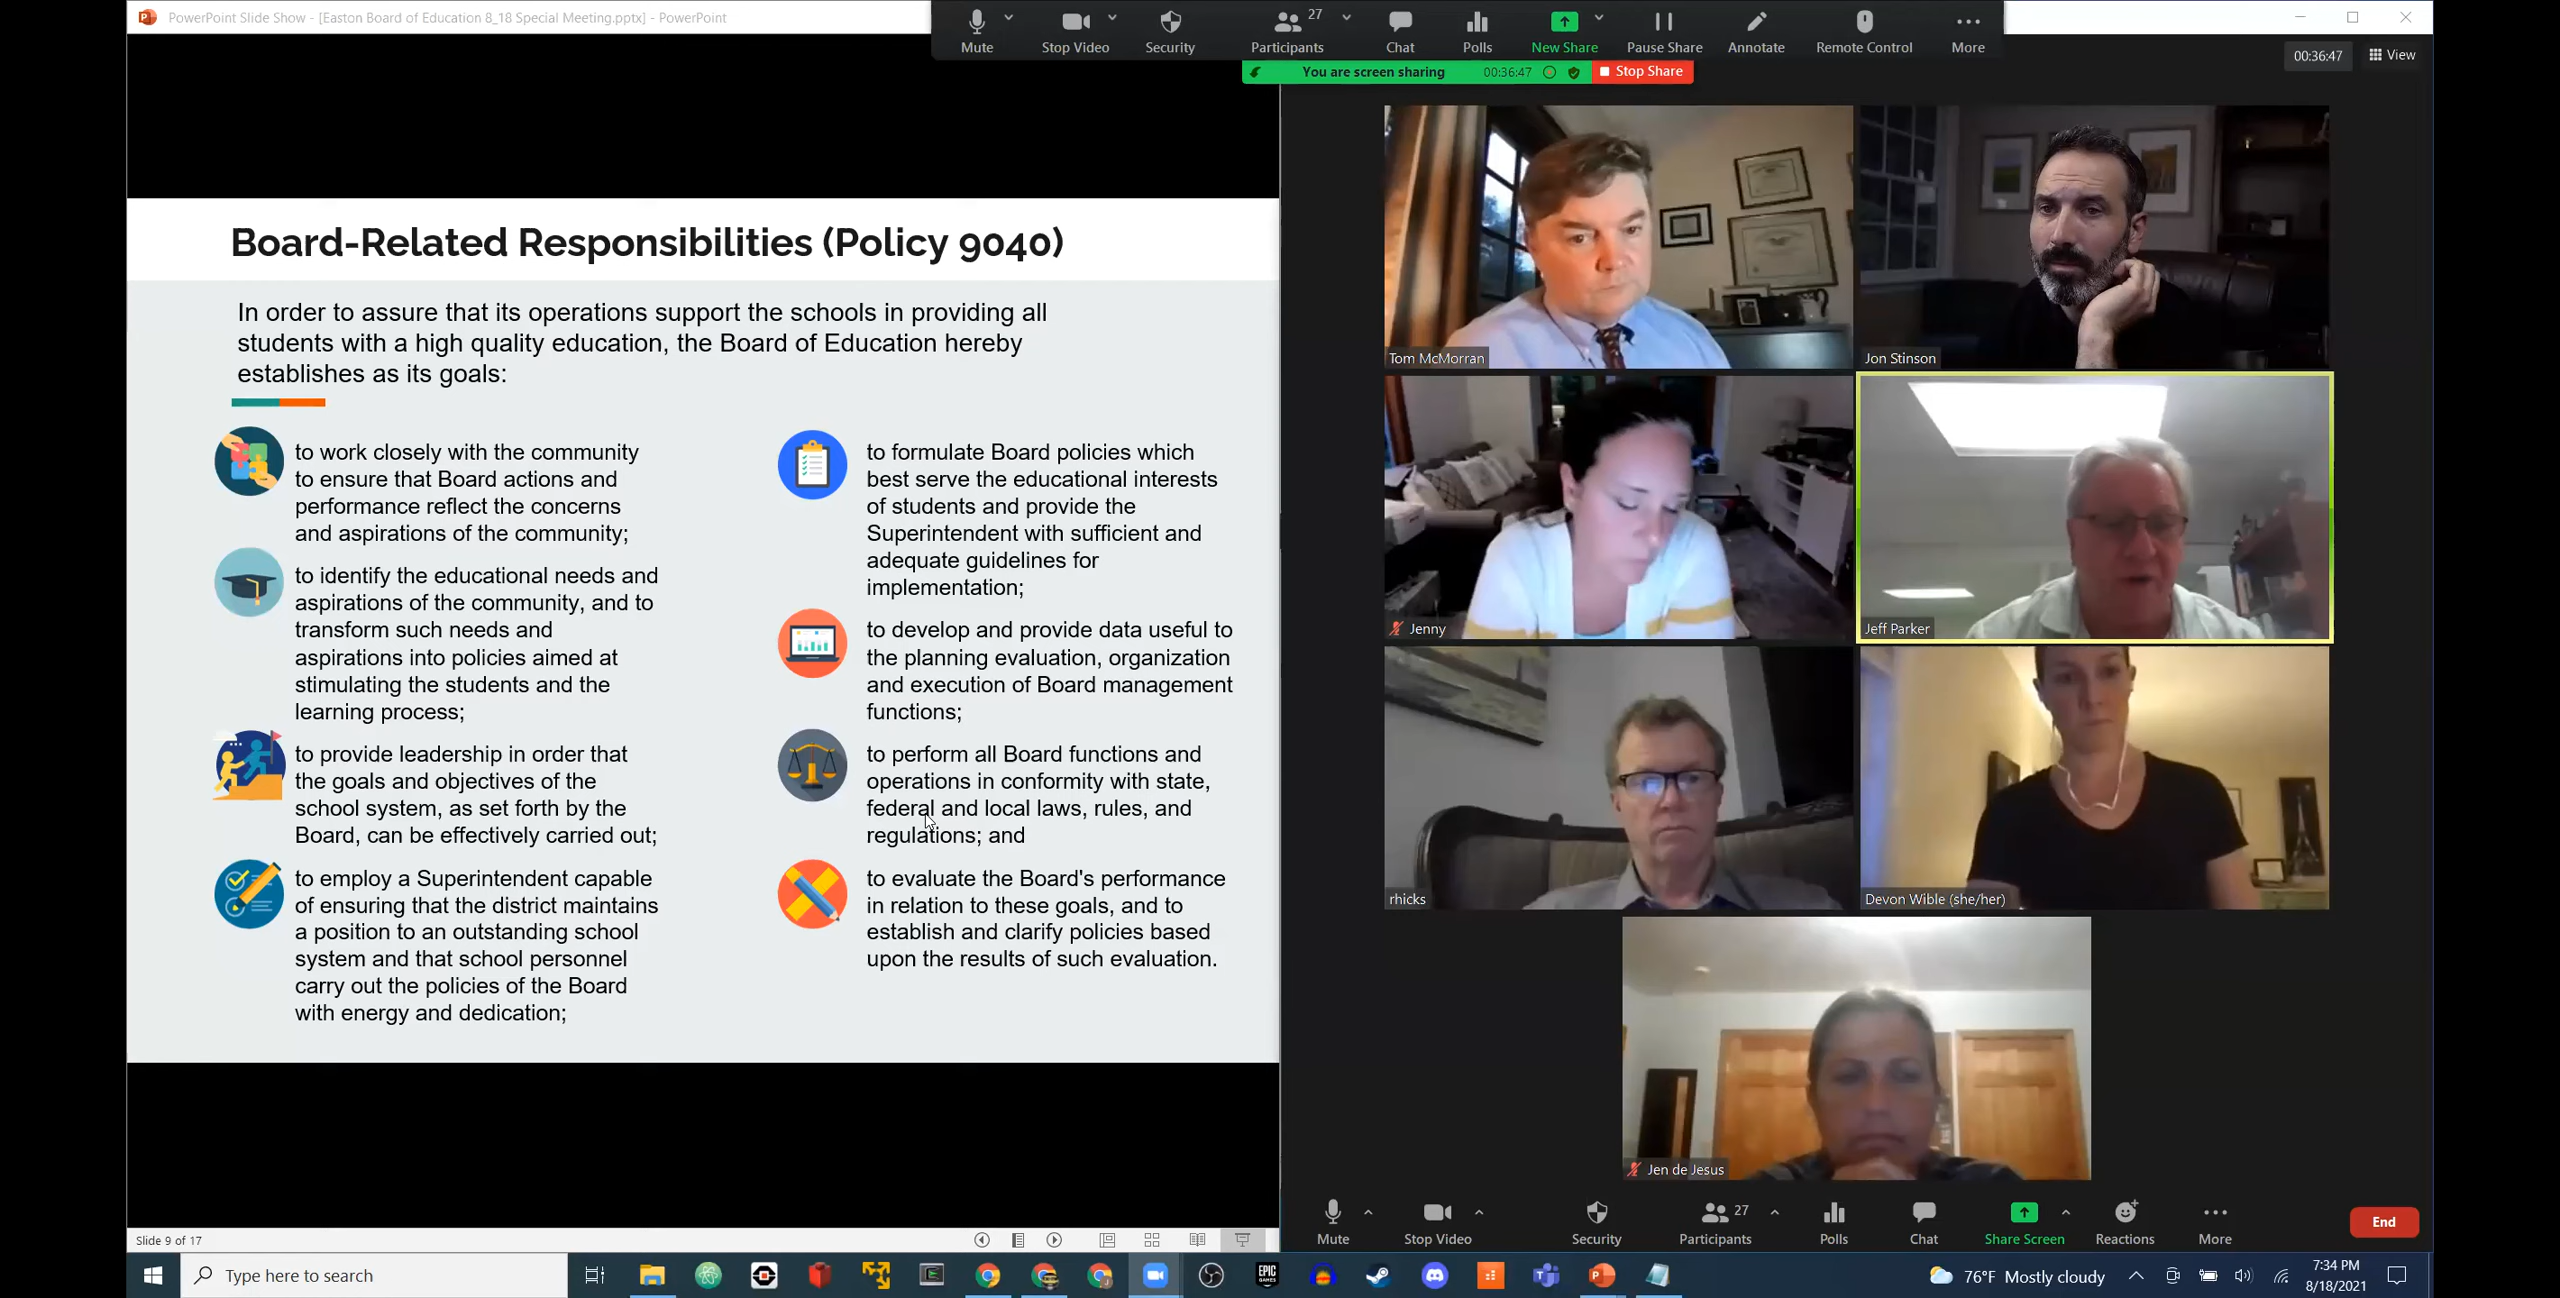 PowerPoint Slide Show - [Easton Board of Education 8_18 Special Meeting.pptx] - PowerPoint
Mute
Stop Video
Security
27
Participants
Chat
Polls
New Share
Pause Share
Annotate
Remote Control
More
You are screen sharing
00:36:47
Stop Share
00:36:47
View
Board-Related Responsibilities (Policy 9040)
In order to assure that its operations support the schools in providing all
students with a high quality education, the Board of Education hereby
establishes as its goals:
to work closely with the community
to ensure that Board actions and
performance reflect the concerns
and aspirations of the community;
to identify the educational needs and
aspirations of the community, and to
transform such needs and
aspirations into policies aimed at
stimulating the students and the
learning process;
to provide leadership in order that
the goals and objectives of the
school system, as set forth by the
Board, can be effectively carried out;
to employ a Superintendent capable
of ensuring that the district maintains
a position to an outstanding school
system and that school personnel
carry out the policies of the Board
with energy and dedication;
to formulate Board policies which
best serve the educational interests
of students and provide the
Superintendent with sufficient and
adequate guidelines for
implementation;
to develop and provide data useful to
the planning evaluation, organization
and execution of Board management
functions;
to perform all Board functions and
operations in conformity with state,
federal and local laws, rules, and
regulations; and
to evaluate the Board's performance
in relation to these goals, and to
establish and clarify policies based
upon the results of such evaluation.
Tom McMorran
Jon Stinson
Jenny
Jeff Parker
rhicks
Devon Wible (she/her)
Jen de Jesus
Mute
Stop Video
Security
27
Participants
Polls
Chat
Share Screen
Reactions
More
End
Slide 9 of 17
Type here to search
EPIC
GAMES
76°F Mostly cloudy
7:34 PM
8/18/2021